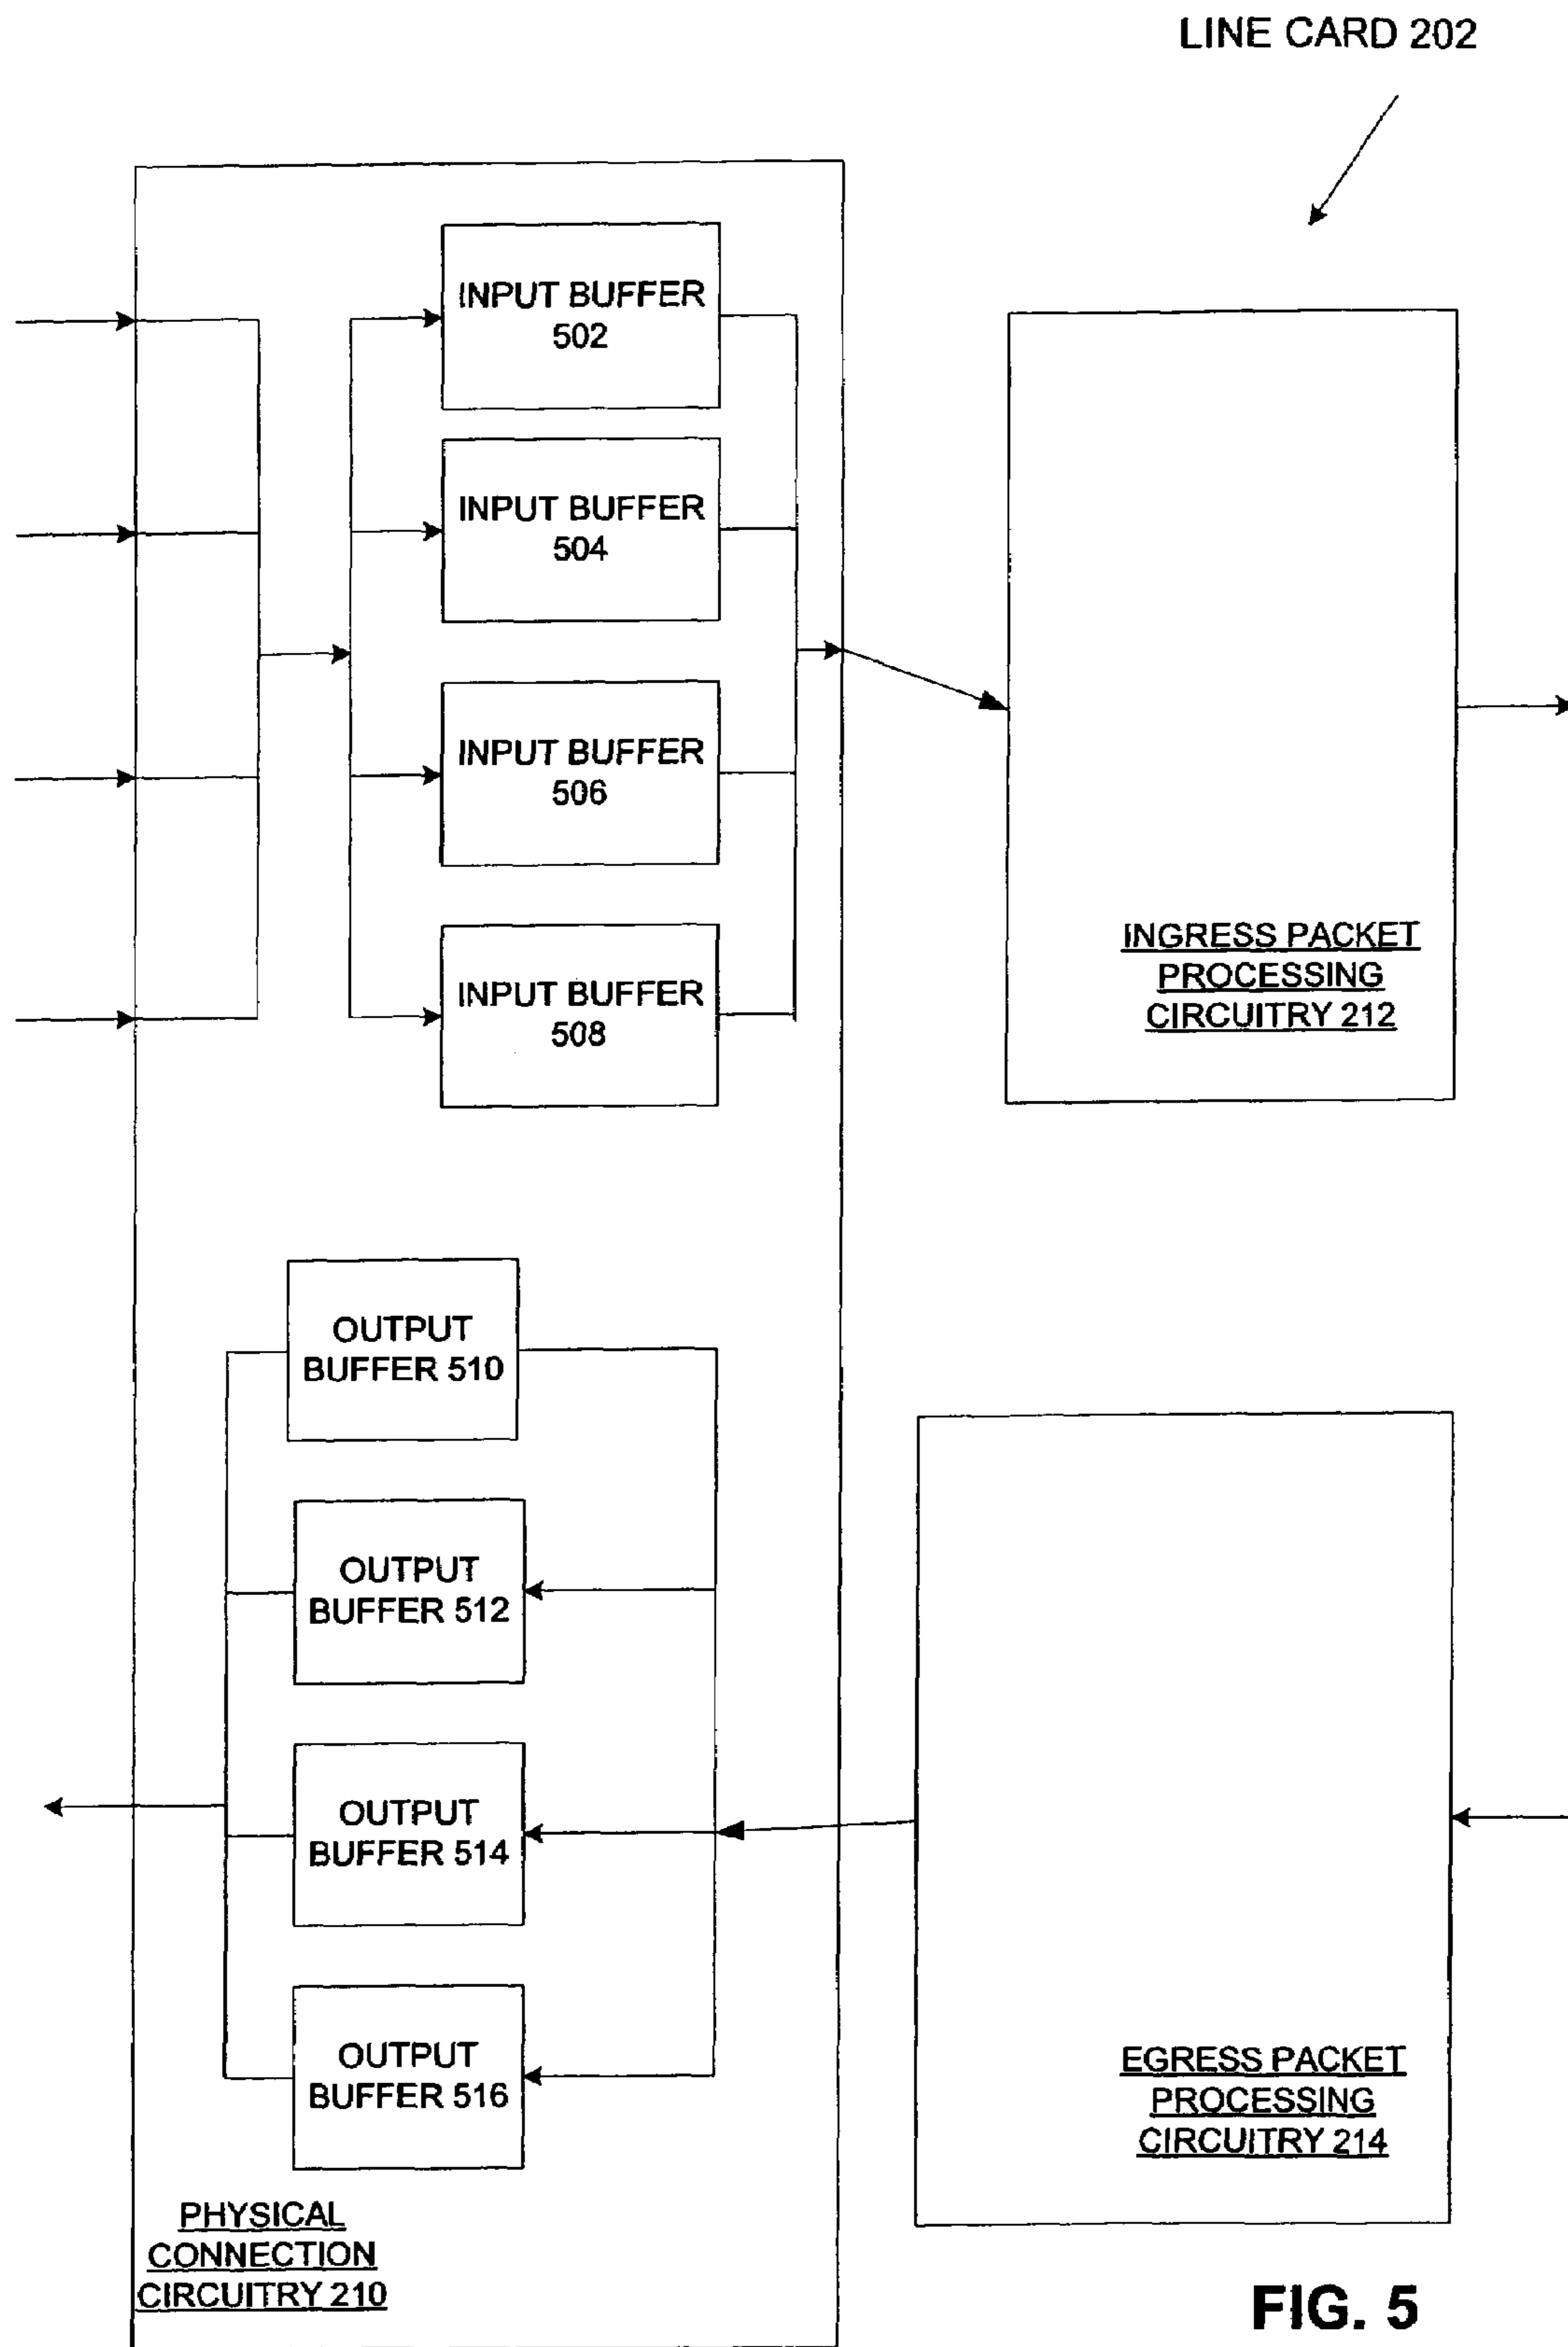 LINE CARD 202
INPUT BUFFER
502
INPUT BUFFER
504
INPUT BUFFER
506
INPUT BUFFER
508
INGRESS PACKET
PROCESSING
CIRCUITRY 212
OUTPUT
BUFFER 510
OUTPUT
BUFFER 512
OUTPUT
BUFFER 514
OUTPUT
BUFFER 516
EGRESS PACKET
PROCESSING
CIRCUITRY 214
PHYSICAL
CONNECTION
CIRCUITRY 210
FIG. 5